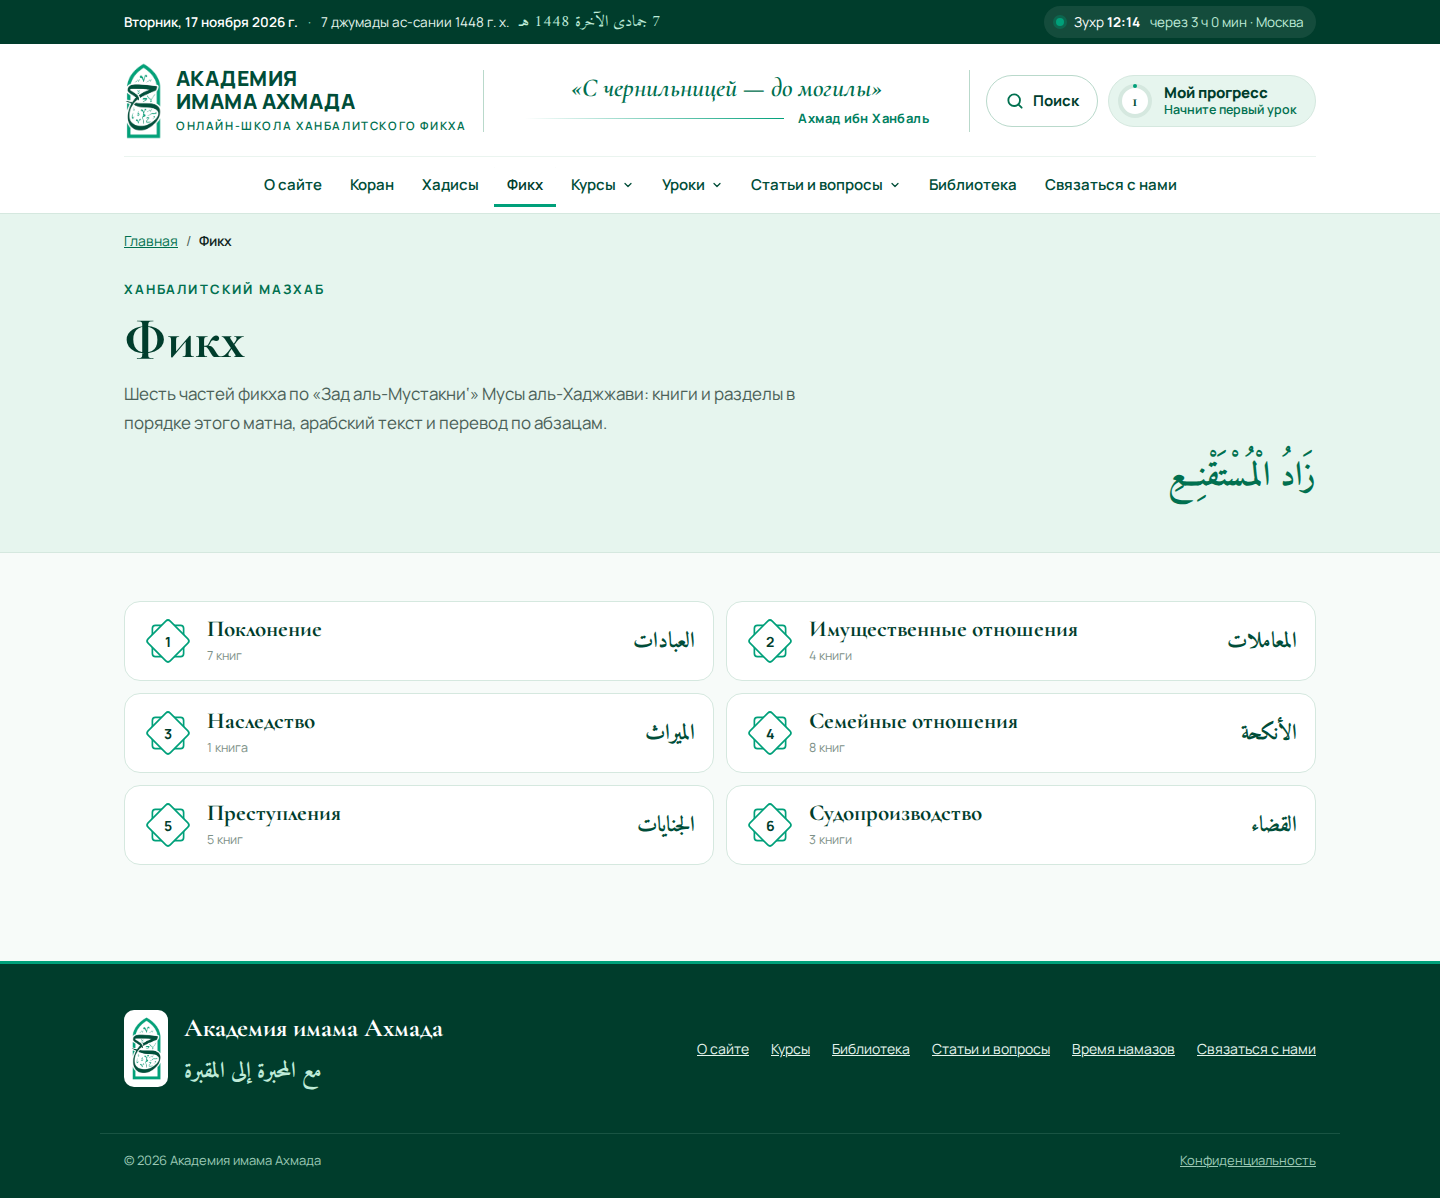 Вторник, 17 ноября 2026 г. · 7 джумады ас-сании 1448 г. х. 7 جمادى الآخرة 1448 هـ
Зухр 12:14 через 3 ч 0 мин · Москва
АКАДЕМИЯ
ИМАМА АХМАДА
ОНЛАЙН-ШКОЛА ХАНБАЛИТСКОГО ФИКХА
«С чернильницей — до могилы»
Ахмад ибн Ханбаль
Поиск
1
Мой прогресс
Начните первый урок
О сайте Коран Хадисы Фикх Курсы Уроки Статьи и вопросы Библиотека Связаться с нами
Главная / Фикх
ХАНБАЛИТСКИЙ МАЗХАБ
Фикх
Шесть частей фикха по «Зад аль-Мустакни‘» Мусы аль-Хаджжави: книги и разделы в
порядке этого матна, арабский текст и перевод по абзацам.
زَادُ الْمُسْتَقْنِعِ
1 Поклонение العبادات
7 книг
2 Имущественные отношения المعاملات
4 книги
3 Наследство الميراث
1 книга
4 Семейные отношения الأنكحة
8 книг
5 Преступления الجنايات
5 книг
6 Судопроизводство القضاء
3 книги
Академия имама Ахмада
مع المحبرة إلى المقبرة
О сайте Курсы Библиотека Статьи и вопросы Время намазов Связаться с нами
© 2026 Академия имама Ахмада
Конфиденциальность